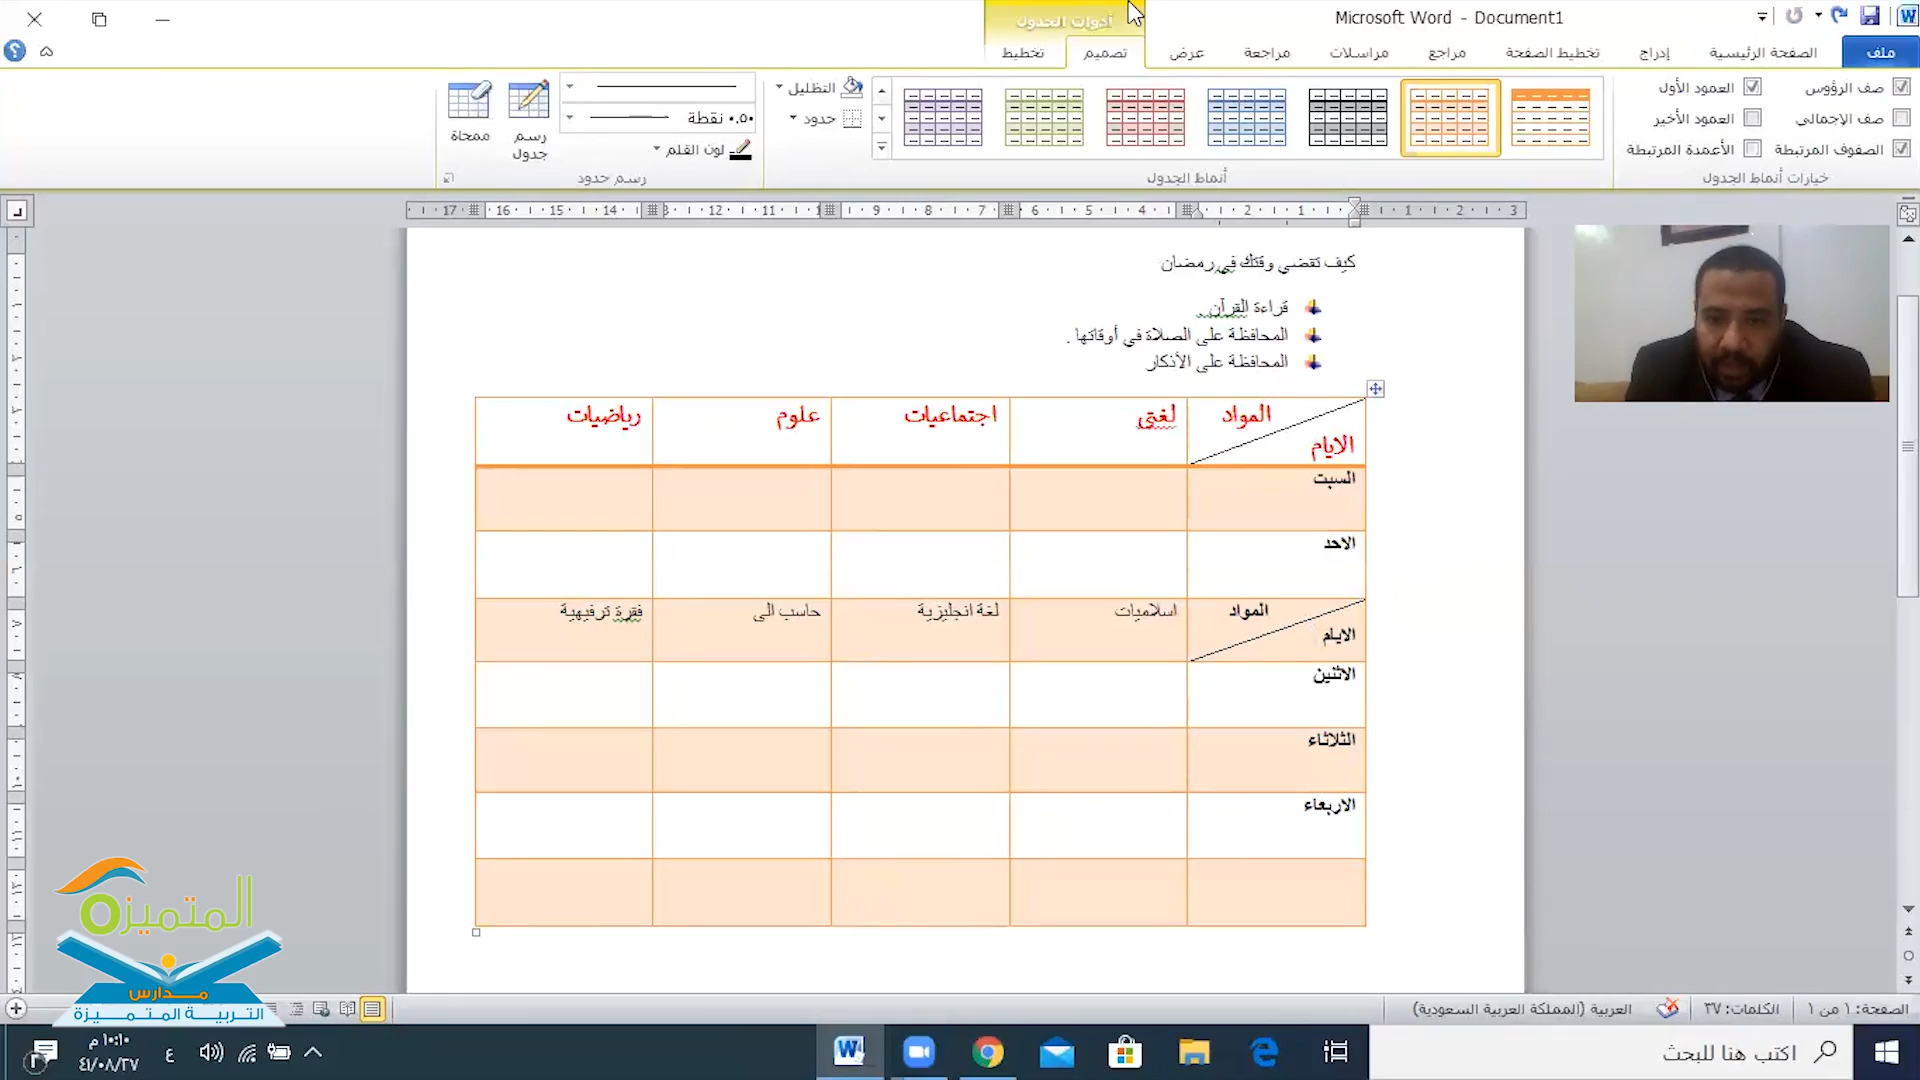 أدوات الجدول
Microsoft Word - Document1
ملف
الصفحة الرئيسية
إدراج
تخطيط الصفحة
مراجع
مراسلات
مراجعة
عرض
تصميم
تخطيط
صف الرؤوس
العمود الأول
صف الإجمالي
العمود الأخير
الصفوف المرتبطة
الأعمدة المرتبطة
خيارات أنماط الجدول
أنماط الجدول
التظليل
حدود
٠.٥٠ نقطة
لون القلم
رسم جدول
ممحاة
رسم حدود
كيف تقضي وقتك في رمضان
قراءة القرآن .
المحافظة على الصلاة في أوقاتها .
المحافظة على الأذكار
المواد
الايام
لغتي
اجتماعيات
علوم
رياضيات
السبت
الاحد
المواد
الايام
اسلاميات
لغة انجليزية
حاسب الى
فقرة ترفيهية
الاثنين
الثلاثاء
الاربعاء
المتميزة
مدارس
التربية المتميزة
الصفحة: ١ من ١
الكلمات: ٢٧
العربية (المملكة العربية السعودية)
اكتب هنا للبحث
ع
١٠:١٠ م
٤١/٠٨/٢٧